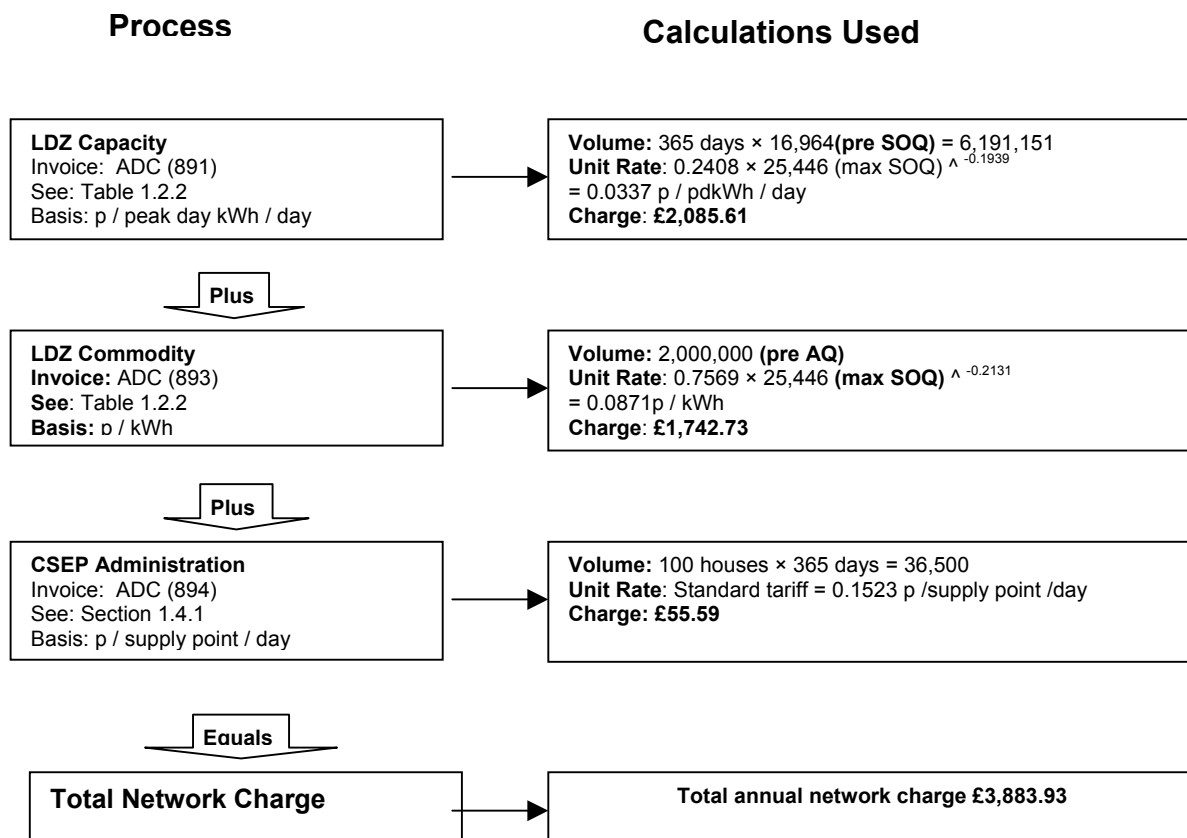 Process
Calculations Used
LDZ Capacity
Invoice: ADC (891)
See: Table 1.2.2
Basis: p / peak day kWh / day
Volume: 365 days × 16,964(pre SOQ) = 6,191,151
Unit Rate: 0.2408 × 25,446 (max SOQ) ^ -0.1939
= 0.0337 p / pdkWh / day
Charge: £2,085.61
Plus
LDZ Commodity
Invoice: ADC (893)
See: Table 1.2.2
Basis: p / kWh
Volume: 2,000,000 (pre AQ)
Unit Rate: 0.7569 × 25,446 (max SOQ) ^ -0.2131
= 0.0871p / kWh
Charge: £1,742.73
Plus
CSEP Administration
Invoice: ADC (894)
See: Section 1.4.1
Basis: p / supply point / day
Volume: 100 houses × 365 days = 36,500
Unit Rate: Standard tariff = 0.1523 p /supply point /day
Charge: £55.59
Equals
Total Network Charge
Total annual network charge £3,883.93